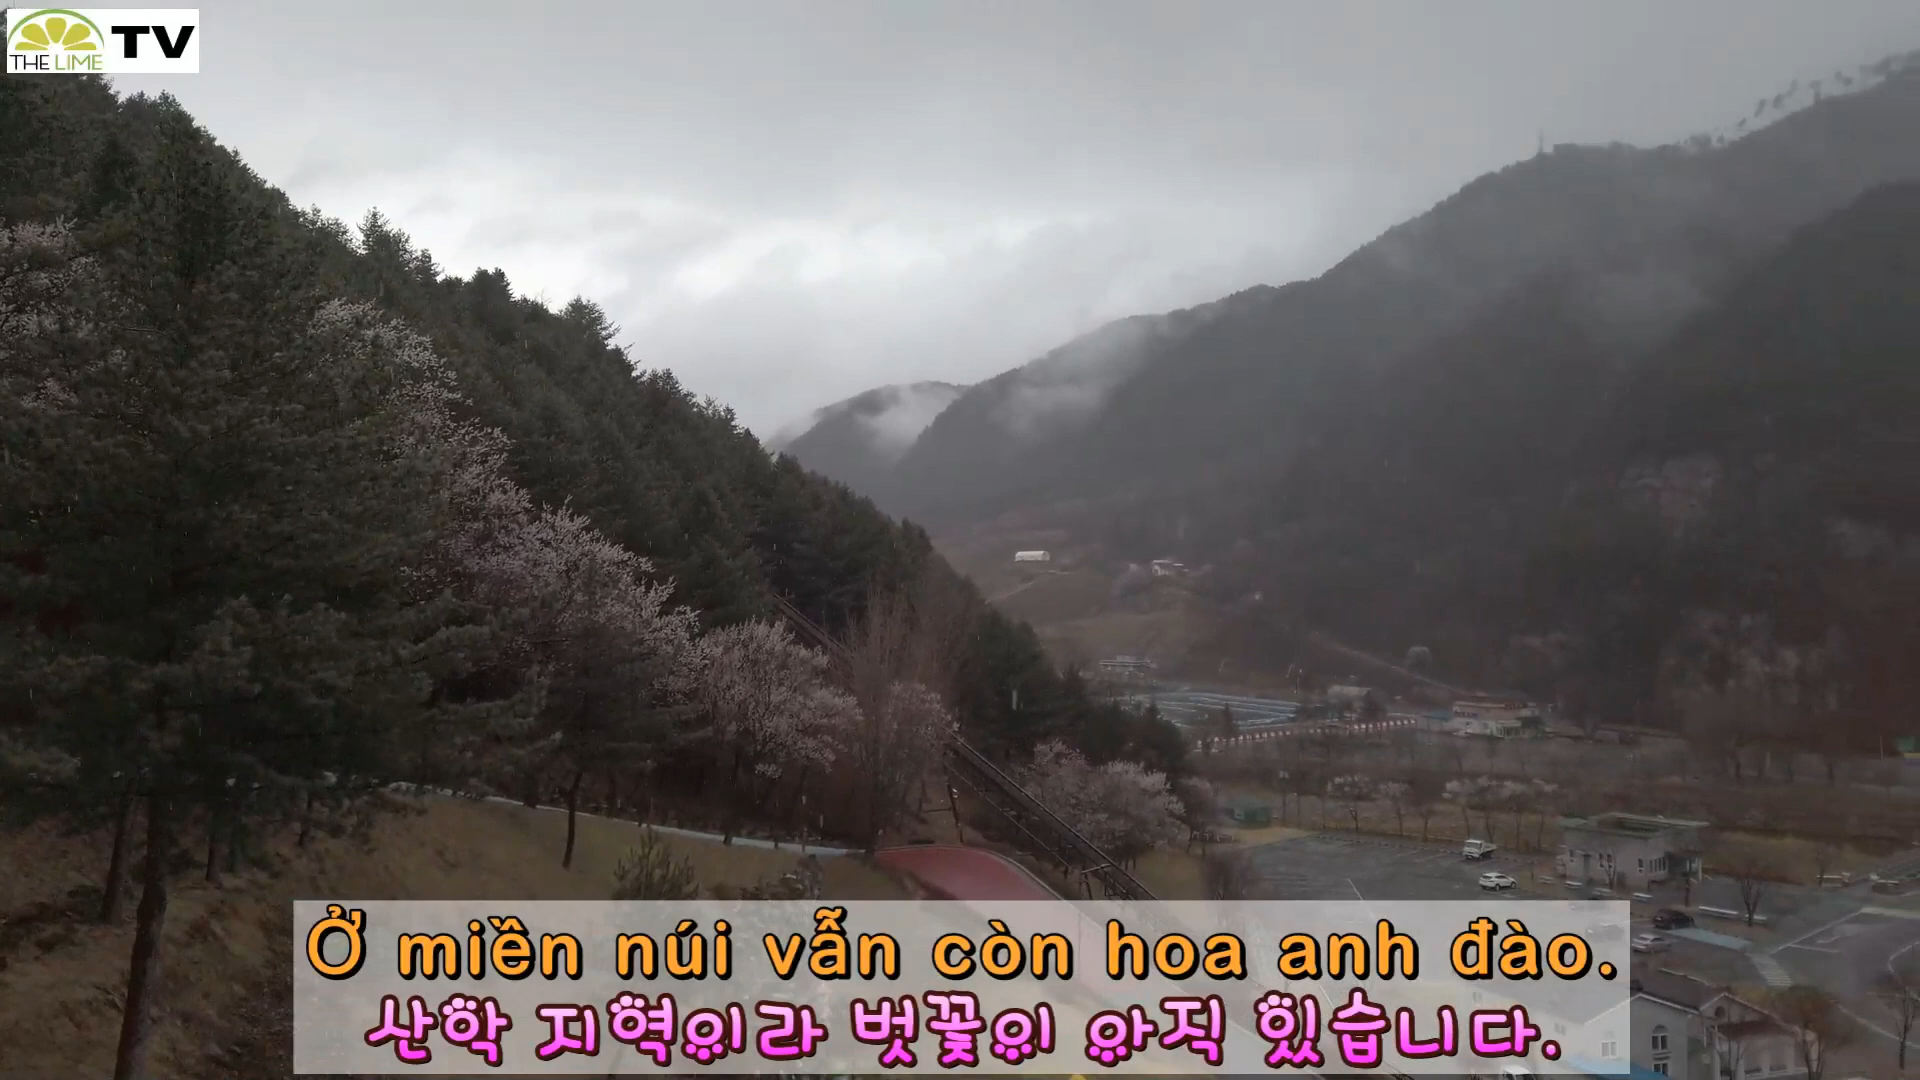 THE LIME TV
Ở miền núi vẫn còn hoa anh đào.
산학 지역이라 벚꽃이 아직 있습니다.